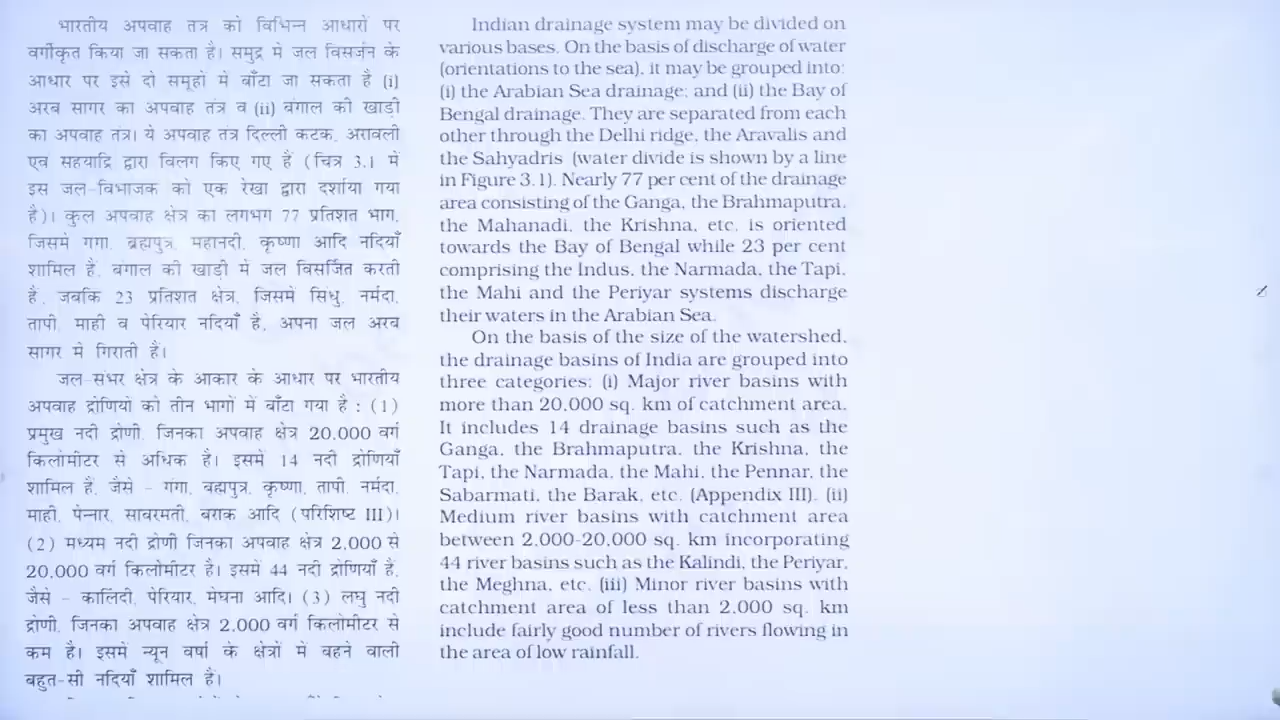 भारतीय अपवाह तंत्र को विभिन्न आधारों पर
वर्गीकृत किया जा सकता है। समुद्र में जल विसर्जन के
आधार पर इसे दो समूहों में बाँटा जा सकता है (i)
अरब सागर का अपवाह तंत्र व (ii) बंगाल की खाड़ी
का अपवाह तंत्र। ये अपवाह तंत्र दिल्ली कटक, अरावली
एवं सहयाद्रि द्वारा विलग किए गए हैं (चित्र 3.1 में
इस जल-विभाजक को एक रेखा द्वारा दर्शाया गया
है)। कुल अपवाह क्षेत्र का लगभग 77 प्रतिशत भाग,
जिसमें गंगा, ब्रह्मपुत्र, महानदी, कृष्णा आदि नदियाँ
शामिल हैं, बंगाल की खाड़ी में जल विसर्जित करती
हैं, जबकि 23 प्रतिशत क्षेत्र, जिसमें सिंधु, नर्मदा,
तापी, माही व पेरियार नदियाँ हैं, अपना जल अरब
सागर में गिराती हैं।
जल-संभर क्षेत्र के आकार के आधार पर भारतीय
अपवाह द्रोणियों को तीन भागों में बाँटा गया है : (1)
प्रमुख नदी द्रोणी, जिनका अपवाह क्षेत्र 20,000 वर्ग
किलोमीटर से अधिक है। इसमें 14 नदी द्रोणियाँ
शामिल हैं, जैसे – गंगा, बह्मपुत्र, कृष्णा, तापी, नर्मदा,
माही, पेन्नार, साबरमती, बराक आदि (परिशिष्ट III)।
(2) मध्यम नदी द्रोणी जिनका अपवाह क्षेत्र 2,000 से
20,000 वर्ग किलोमीटर है। इसमें 44 नदी द्रोणियाँ हैं,
जैसे – कालिंदी, पेरियार, मेघना आदि। (3) लघु नदी
द्रोणी, जिनका अपवाह क्षेत्र 2,000 वर्ग किलोमीटर से
कम है। इसमें न्यून वर्षा के क्षेत्रों में बहने वाली
बहुत-सी नदियाँ शामिल हैं।
Indian drainage system may be divided on
various bases. On the basis of discharge of water
(orientations to the sea), it may be grouped into:
(i) the Arabian Sea drainage; and (ii) the Bay of
Bengal drainage. They are separated from each
other through the Delhi ridge, the Aravalis and
the Sahyadris (water divide is shown by a line
in Figure 3.1). Nearly 77 per cent of the drainage
area consisting of the Ganga, the Brahmaputra,
the Mahanadi, the Krishna, etc. is oriented
towards the Bay of Bengal while 23 per cent
comprising the Indus, the Narmada, the Tapi,
the Mahi and the Periyar systems discharge
their waters in the Arabian Sea.
On the basis of the size of the watershed,
the drainage basins of India are grouped into
three categories: (i) Major river basins with
more than 20,000 sq. km of catchment area.
It includes 14 drainage basins such as the
Ganga, the Brahmaputra, the Krishna, the
Tapi, the Narmada, the Mahi, the Pennar, the
Sabarmati, the Barak, etc. (Appendix III). (ii)
Medium river basins with catchment area
between 2,000-20,000 sq. km incorporating
44 river basins such as the Kalindi, the Periyar,
the Meghna, etc. (iii) Minor river basins with
catchment area of less than 2,000 sq. km
include fairly good number of rivers flowing in
the area of low rainfall.